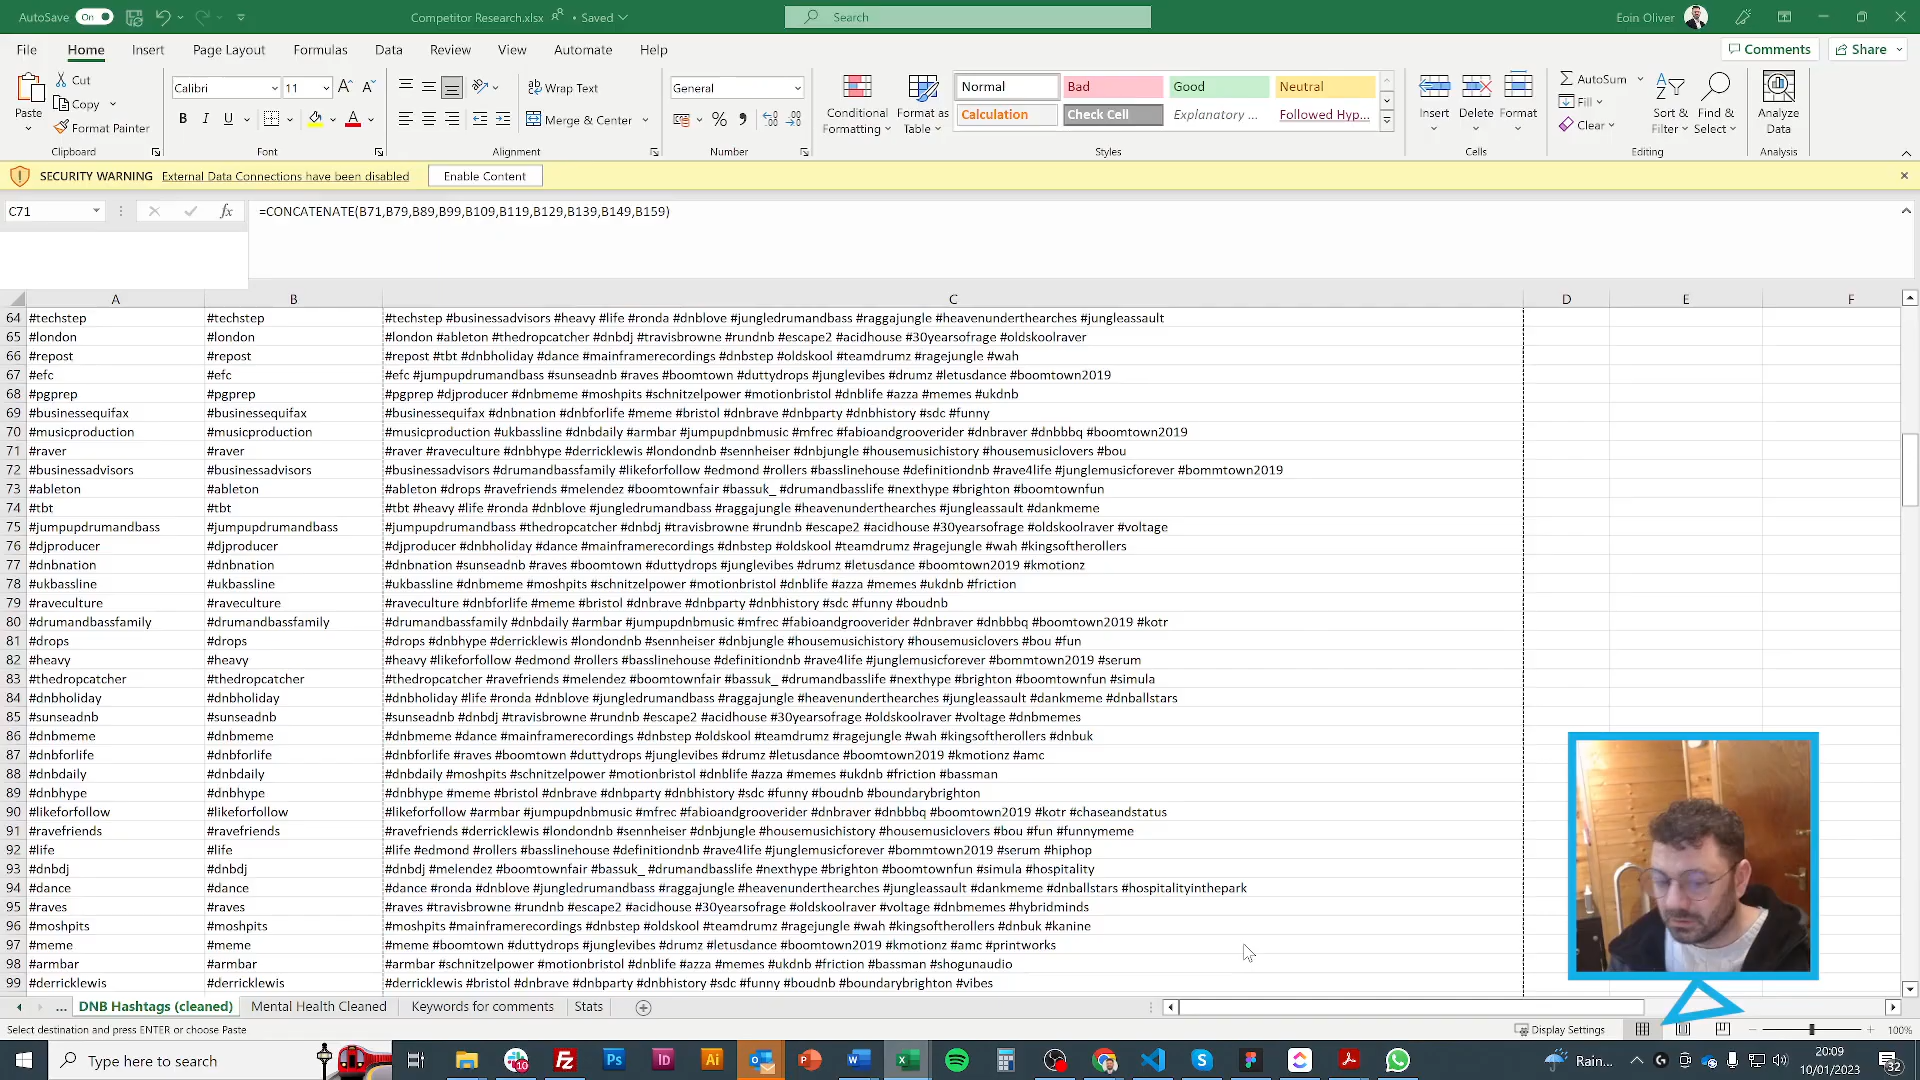 AutoSave On Competitor Research.xlsx • Saved Search Eoin Oliver
File Home Insert Page Layout Formulas Data Review View Automate Help Comments Share
Paste Cut Copy Format Painter Clipboard
Calibri 11 B I U Font
Wrap Text Merge & Center Alignment
General % Number
Conditional Formatting Format as Table
Normal Bad Good Neutral
Calculation Check Cell Explanatory ... Followed Hyp...
Styles
Insert Delete Format Cells
AutoSum Fill Clear Sort & Filter Find & Select Editing
Analyze Data Analysis
SECURITY WARNING External Data Connections have been disabled Enable Content
C71 fx =CONCATENATE(B71,B79,B89,B99,B109,B119,B129,B139,B149,B159)
A B C D E F
64 #techstep #techstep #techstep #businessadvisors #heavy #life #ronda #dnblove #jungledrumandbass #raggajungle #heavenunderthearches #jungleassault
65 #london #london #london #ableton #thedropcatcher #dnbdj #travisbrowne #rundnb #escape2 #acidhouse #30yearsofrage #oldskoolraver
66 #repost #repost #repost #tbt #dnbholiday #dance #mainframerecordings #dnbstep #oldskool #teamdrumz #ragejungle #wah
67 #efc #efc #efc #jumpupdrumandbass #sunseadnb #raves #boomtown #duttydrops #junglevibes #drumz #letusdance #boomtown2019
68 #pgprep #pgprep #pgprep #djproducer #dnbmeme #moshpits #schnitzelpower #motionbristol #dnblife #azza #memes #ukdnb
69 #businessequifax #businessequifax #businessequifax #dnbnation #dnbforlife #meme #bristol #dnbrave #dnbparty #dnbhistory #sdc #funny
70 #musicproduction #musicproduction #musicproduction #ukbassline #dnbdaily #armbar #jumpupdnbmusic #mfrec #fabioandgrooverider #dnbraver #dnbbbq #boomtown2019
71 #raver #raver #raver #raveculture #dnbhype #derricklewis #londondnb #sennheiser #dnbjungle #housemusichistory #housemusiclovers #bou
72 #businessadvisors #businessadvisors #businessadvisors #drumandbassfamily #likeforfollow #edmond #rollers #basslinehouse #definitiondnb #rave4life #junglemusicforever #bommtown2019
73 #ableton #ableton #ableton #drops #ravefriends #melendez #boomtownfair #bassuk_ #drumandbasslife #nexthype #brighton #boomtownfun
74 #tbt #tbt #tbt #heavy #life #ronda #dnblove #jungledrumandbass #raggajungle #heavenunderthearches #jungleassault #dankmeme
75 #jumpupdrumandbass #jumpupdrumandbass #jumpupdrumandbass #thedropcatcher #dnbdj #travisbrowne #rundnb #escape2 #acidhouse #30yearsofrage #oldskoolraver #voltage
76 #djproducer #djproducer #djproducer #dnbholiday #dance #mainframerecordings #dnbstep #oldskool #teamdrumz #ragejungle #wah #kingsoftherollers
77 #dnbnation #dnbnation #dnbnation #sunseadnb #raves #boomtown #duttydrops #junglevibes #drumz #letusdance #boomtown2019 #kmotionz
78 #ukbassline #ukbassline #ukbassline #dnbmeme #moshpits #schnitzelpower #motionbristol #dnblife #azza #memes #ukdnb #friction
79 #raveculture #raveculture #raveculture #dnbforlife #meme #bristol #dnbrave #dnbparty #dnbhistory #sdc #funny #boudnb
80 #drumandbassfamily #drumandbassfamily #drumandbassfamily #dnbdaily #armbar #jumpupdnbmusic #mfrec #fabioandgrooverider #dnbraver #dnbbbq #boomtown2019 #kotr
81 #drops #drops #drops #dnbhype #derricklewis #londondnb #sennheiser #dnbjungle #housemusichistory #housemusiclovers #bou #fun
82 #heavy #heavy #heavy #likeforfollow #edmond #rollers #basslinehouse #definitiondnb #rave4life #junglemusicforever #bommtown2019 #serum
83 #thedropcatcher #thedropcatcher #thedropcatcher #ravefriends #melendez #boomtownfair #bassuk_ #drumandbasslife #nexthype #brighton #boomtownfun #simula
84 #dnbholiday #dnbholiday #dnbholiday #life #ronda #dnblove #jungledrumandbass #raggajungle #heavenunderthearches #jungleassault #dankmeme #dnballstars
85 #sunseadnb #sunseadnb #sunseadnb #dnbdj #travisbrowne #rundnb #escape2 #acidhouse #30yearsofrage #oldskoolraver #voltage #dnbmemes
86 #dnbmeme #dnbmeme #dnbmeme #dance #mainframerecordings #dnbstep #oldskool #teamdrumz #ragejungle #wah #kingsoftherollers #dnbuk
87 #dnbforlife #dnbforlife #dnbforlife #raves #boomtown #duttydrops #junglevibes #drumz #letusdance #boomtown2019 #kmotionz #amc
88 #dnbdaily #dnbdaily #dnbdaily #moshpits #schnitzelpower #motionbristol #dnblife #azza #memes #ukdnb #friction #bassman
89 #dnbhype #dnbhype #dnbhype #meme #bristol #dnbrave #dnbparty #dnbhistory #sdc #funny #boudnb #boundarybrighton
90 #likeforfollow #likeforfollow #likeforfollow #armbar #jumpupdnbmusic #mfrec #fabioandgrooverider #dnbraver #dnbbbq #boomtown2019 #kotr #chaseandstatus
91 #ravefriends #ravefriends #ravefriends #derricklewis #londondnb #sennheiser #dnbjungle #housemusichistory #housemusiclovers #bou #fun #funnymeme
92 #life #life #life #edmond #rollers #basslinehouse #definitiondnb #rave4life #junglemusicforever #bommtown2019 #serum #hiphop
93 #dnbdj #dnbdj #dnbdj #melendez #boomtownfair #bassuk_ #drumandbasslife #nexthype #brighton #boomtownfun #simula #hospitality
94 #dance #dance #dance #ronda #dnblove #jungledrumandbass #raggajungle #heavenunderthearches #jungleassault #dankmeme #dnballstars #hospitalityinthepark
95 #raves #raves #raves #travisbrowne #rundnb #escape2 #acidhouse #30yearsofrage #oldskoolraver #voltage #dnbmemes #hybridminds
96 #moshpits #moshpits #moshpits #mainframerecordings #dnbstep #oldskool #teamdrumz #ragejungle #wah #kingsoftherollers #dnbuk #kanine
97 #meme #meme #meme #boomtown #duttydrops #junglevibes #drumz #letusdance #boomtown2019 #kmotionz #amc #printworks
98 #armbar #armbar #armbar #schnitzelpower #motionbristol #dnblife #azza #memes #ukdnb #friction #bassman #shogunaudio
99 #derricklewis #derricklewis #derricklewis #bristol #dnbrave #dnbparty #dnbhistory #sdc #funny #boudnb #boundarybrighton #vibes
... DNB Hashtags (cleaned) Mental Health Cleaned Keywords for comments Stats
Select destination and press ENTER or choose Paste Display Settings 100%
Type here to search Rain... 20:09
10/01/2023
32